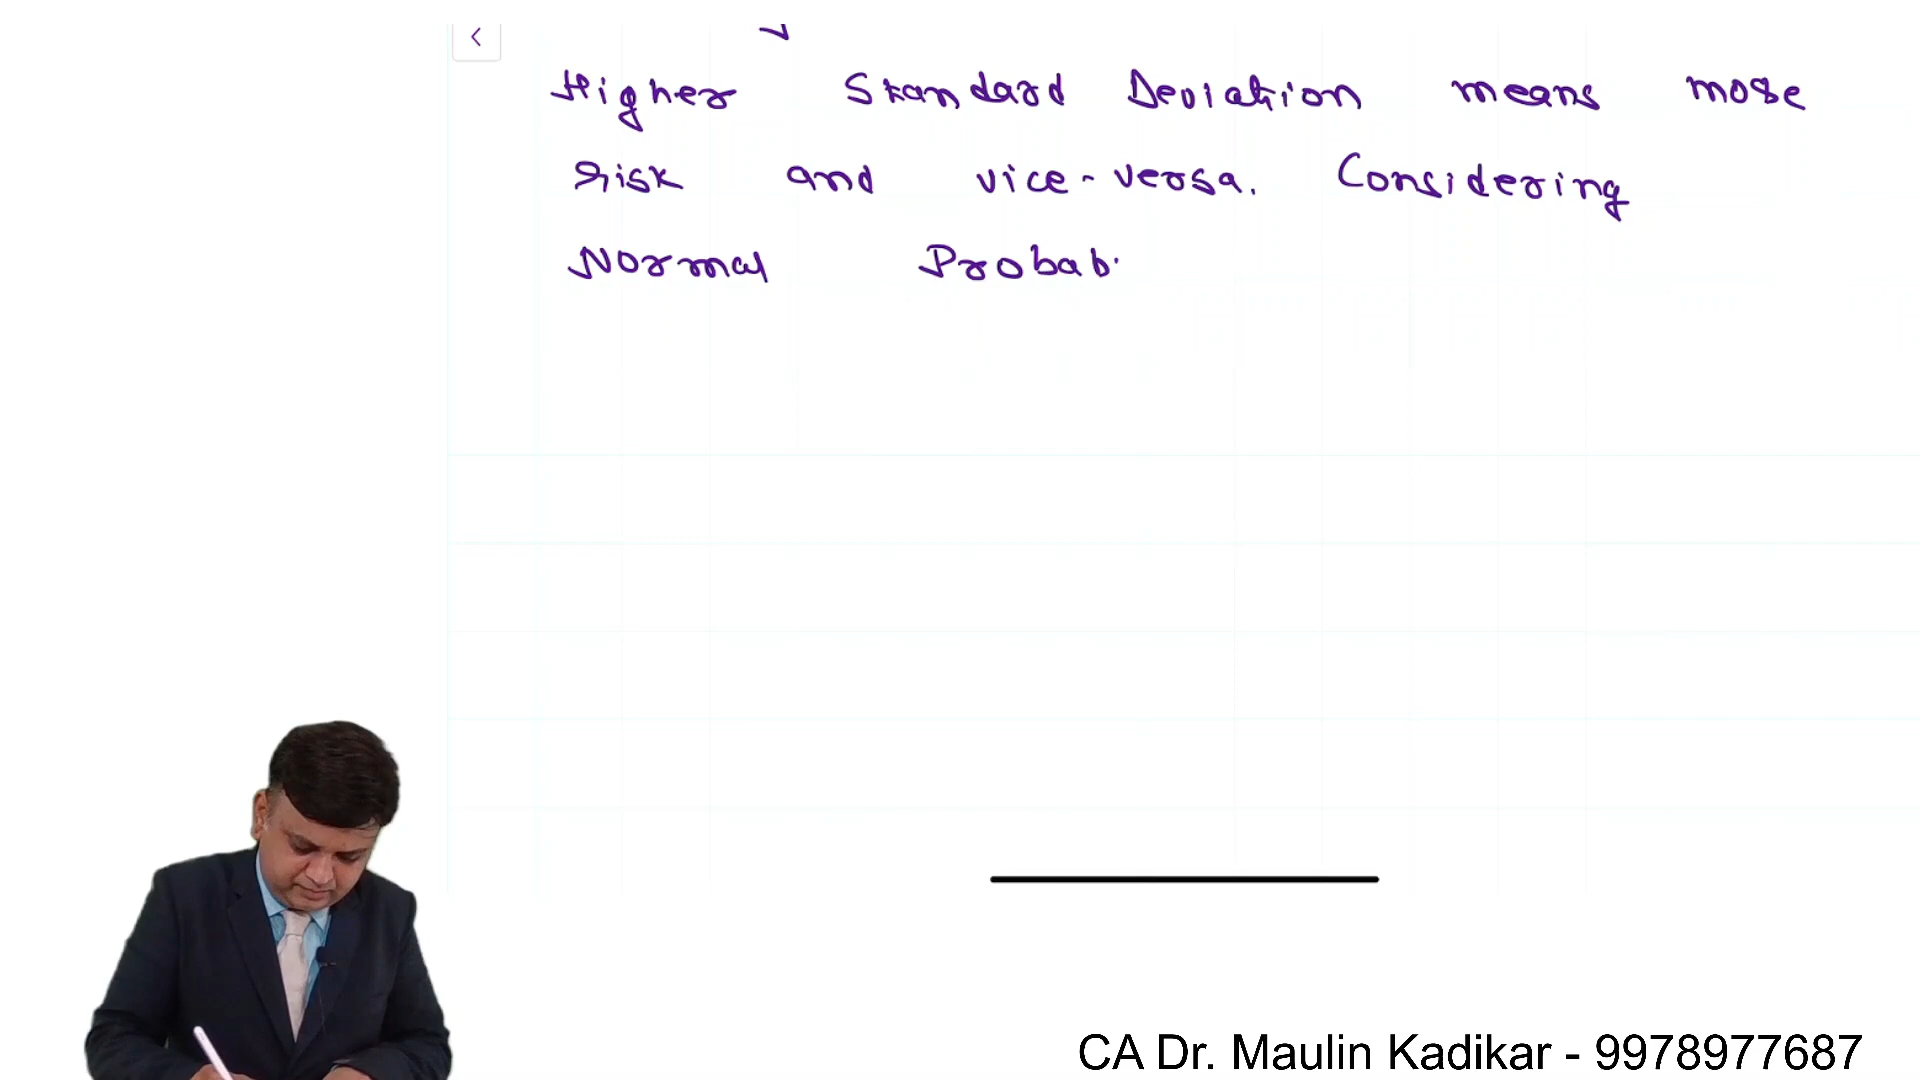 Higher Standard Deviation means more
risk and vice-versa. Considering
Normal Probab
CA Dr. Maulin Kadikar - 9978977687